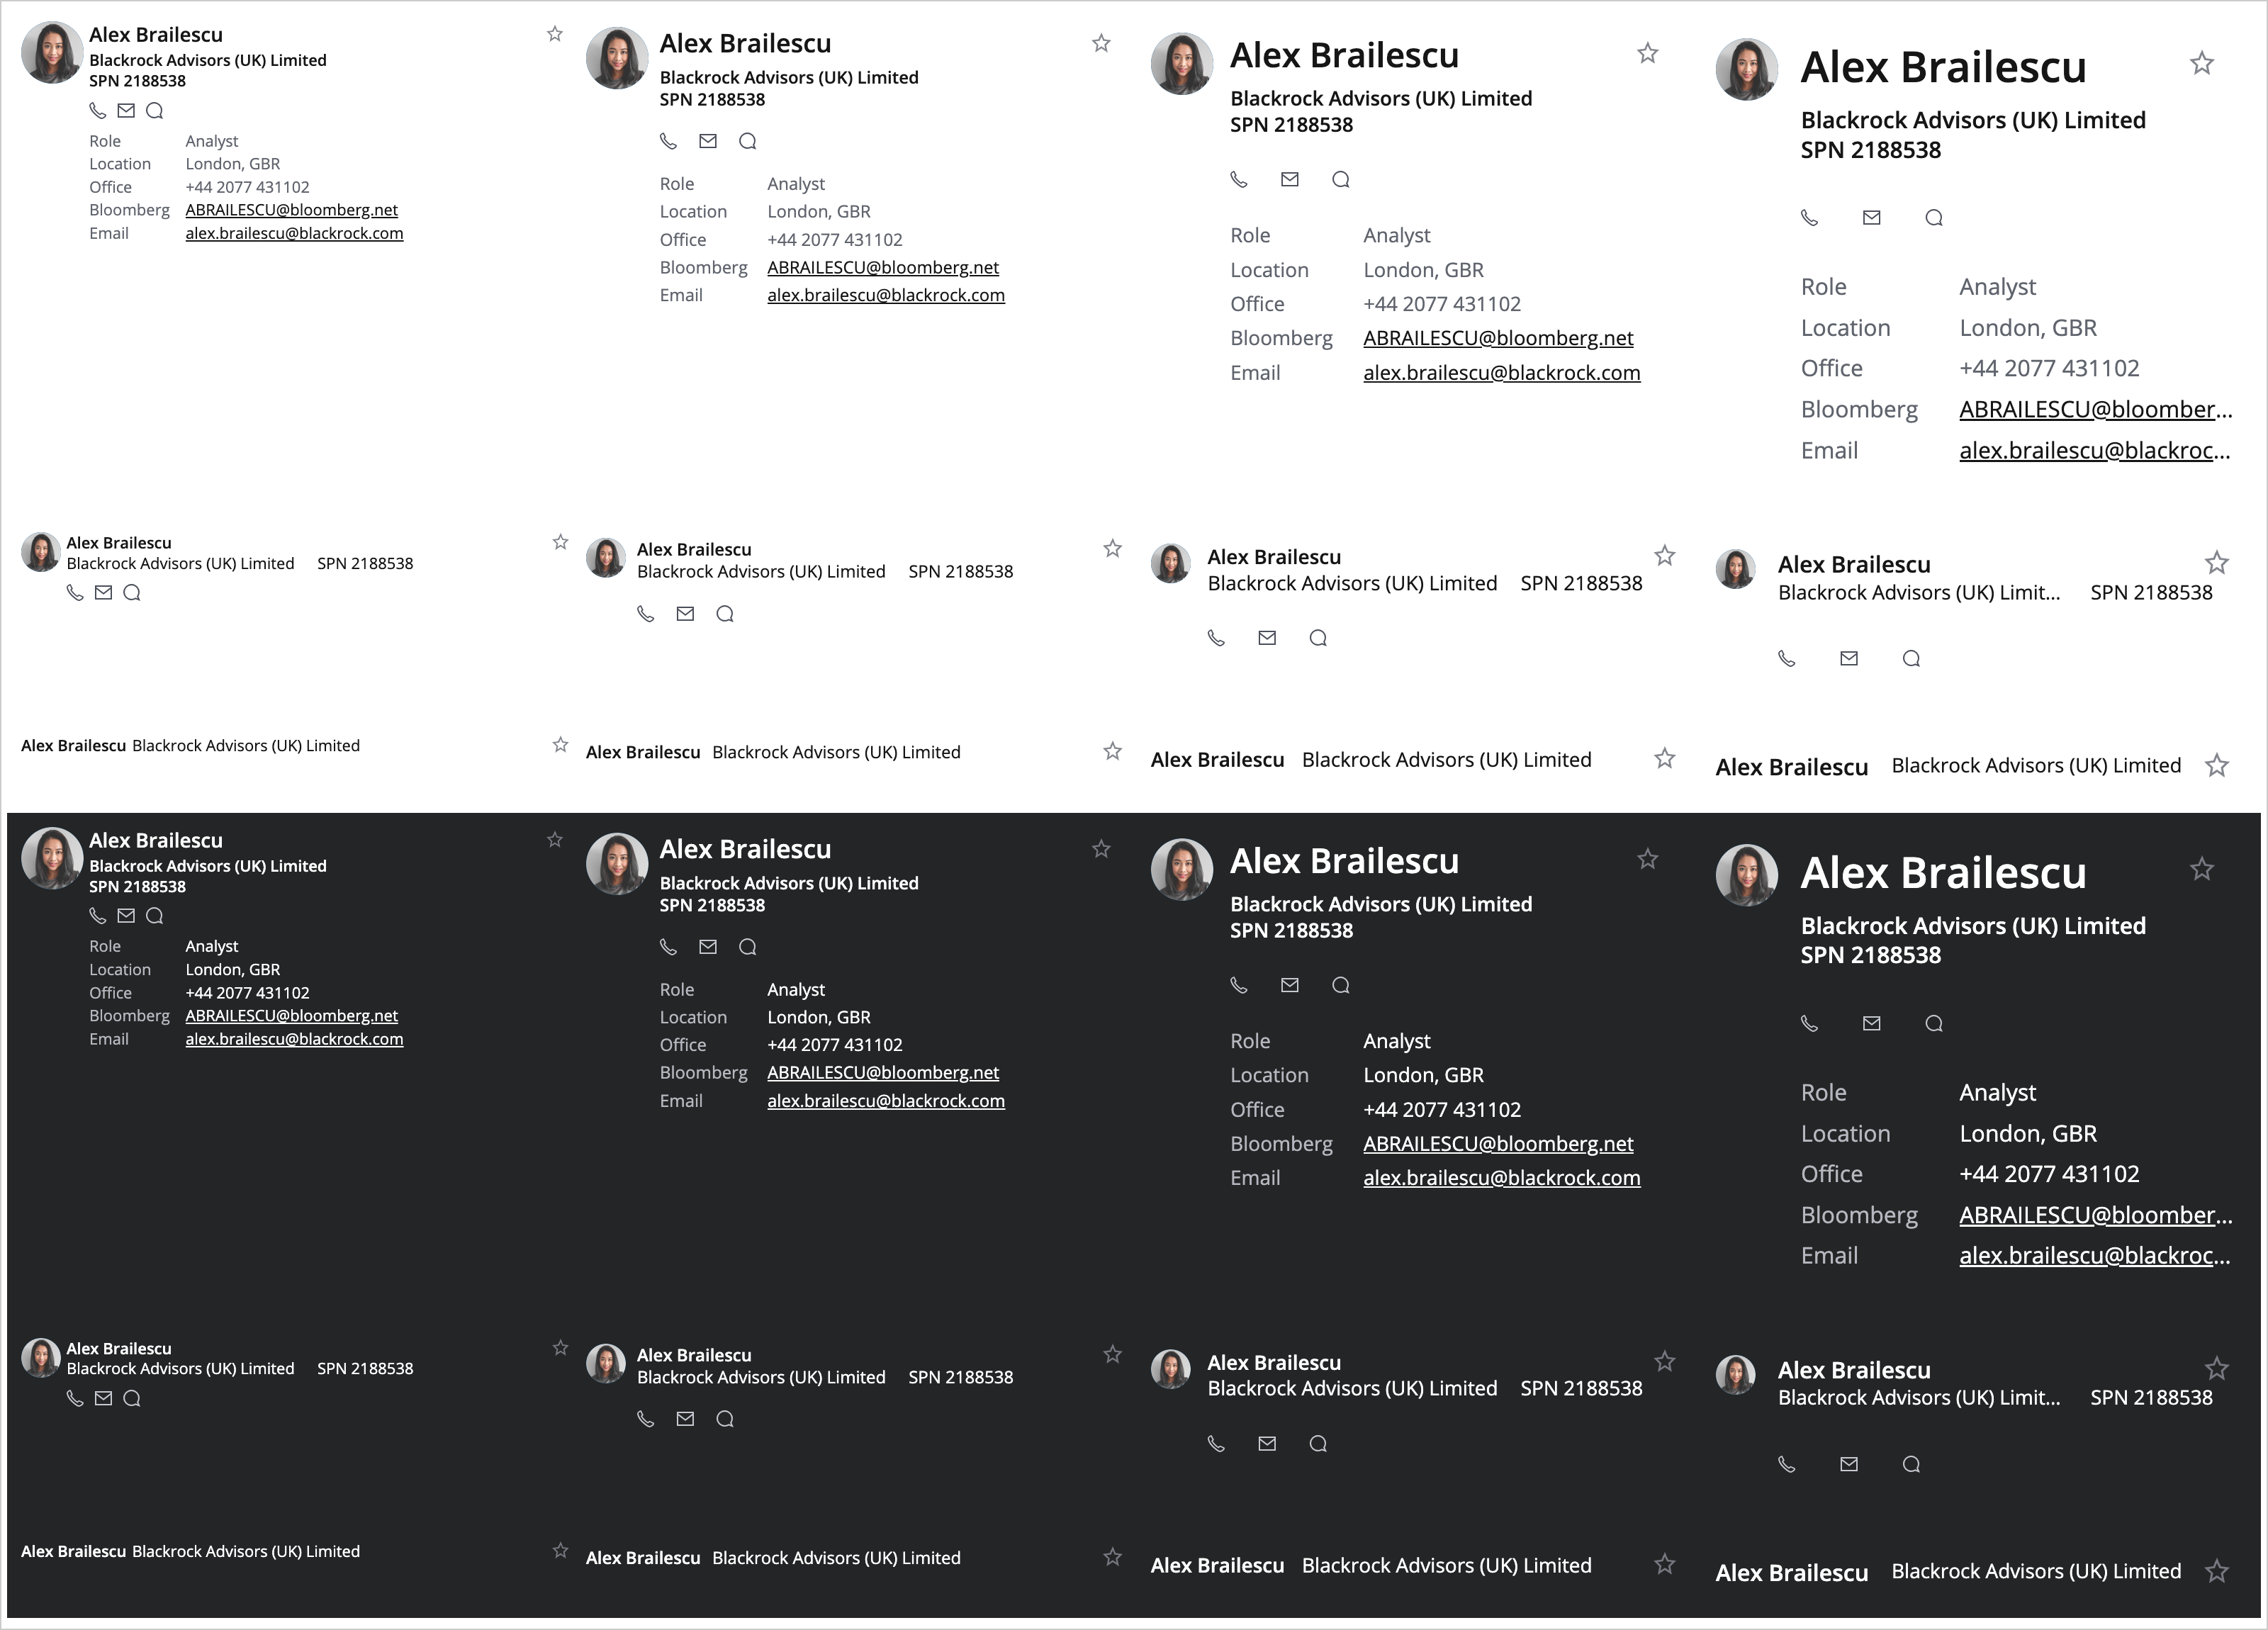 Alex Brailescu
Blackrock Advisors (UK) Limited
SPN 2188538
Role Analyst
Location London, GBR
Office +44 2077 431102
Bloomberg ABRAILESCU@bloomberg.net
Email alex.brailescu@blackrock.com
Alex Brailescu
Blackrock Advisors (UK) Limited
SPN 2188538
Role Analyst
Location London, GBR
Office +44 2077 431102
Bloomberg ABRAILESCU@bloomberg.net
Email alex.brailescu@blackrock.com
Alex Brailescu
Blackrock Advisors (UK) Limited
SPN 2188538
Role Analyst
Location London, GBR
Office +44 2077 431102
Bloomberg ABRAILESCU@bloomberg.net
Email alex.brailescu@blackrock.com
Alex Brailescu
Blackrock Advisors (UK) Limited
SPN 2188538
Role Analyst
Location London, GBR
Office +44 2077 431102
Bloomberg ABRAILESCU@bloomber...
Email alex.brailescu@blackroc...
Alex Brailescu
Blackrock Advisors (UK) Limited SPN 2188538
Alex Brailescu
Blackrock Advisors (UK) Limited SPN 2188538
Alex Brailescu
Blackrock Advisors (UK) Limited SPN 2188538
Alex Brailescu
Blackrock Advisors (UK) Limit... SPN 2188538
Alex Brailescu Blackrock Advisors (UK) Limited
Alex Brailescu Blackrock Advisors (UK) Limited
Alex Brailescu Blackrock Advisors (UK) Limited
Alex Brailescu Blackrock Advisors (UK) Limited
Alex Brailescu
Blackrock Advisors (UK) Limited
SPN 2188538
Role Analyst
Location London, GBR
Office +44 2077 431102
Bloomberg ABRAILESCU@bloomberg.net
Email alex.brailescu@blackrock.com
Alex Brailescu
Blackrock Advisors (UK) Limited
SPN 2188538
Role Analyst
Location London, GBR
Office +44 2077 431102
Bloomberg ABRAILESCU@bloomberg.net
Email alex.brailescu@blackrock.com
Alex Brailescu
Blackrock Advisors (UK) Limited
SPN 2188538
Role Analyst
Location London, GBR
Office +44 2077 431102
Bloomberg ABRAILESCU@bloomberg.net
Email alex.brailescu@blackrock.com
Alex Brailescu
Blackrock Advisors (UK) Limited
SPN 2188538
Role Analyst
Location London, GBR
Office +44 2077 431102
Bloomberg ABRAILESCU@bloomber...
Email alex.brailescu@blackroc...
Alex Brailescu
Blackrock Advisors (UK) Limited SPN 2188538
Alex Brailescu
Blackrock Advisors (UK) Limited SPN 2188538
Alex Brailescu
Blackrock Advisors (UK) Limited SPN 2188538
Alex Brailescu
Blackrock Advisors (UK) Limit... SPN 2188538
Alex Brailescu Blackrock Advisors (UK) Limited
Alex Brailescu Blackrock Advisors (UK) Limited
Alex Brailescu Blackrock Advisors (UK) Limited
Alex Brailescu Blackrock Advisors (UK) Limited